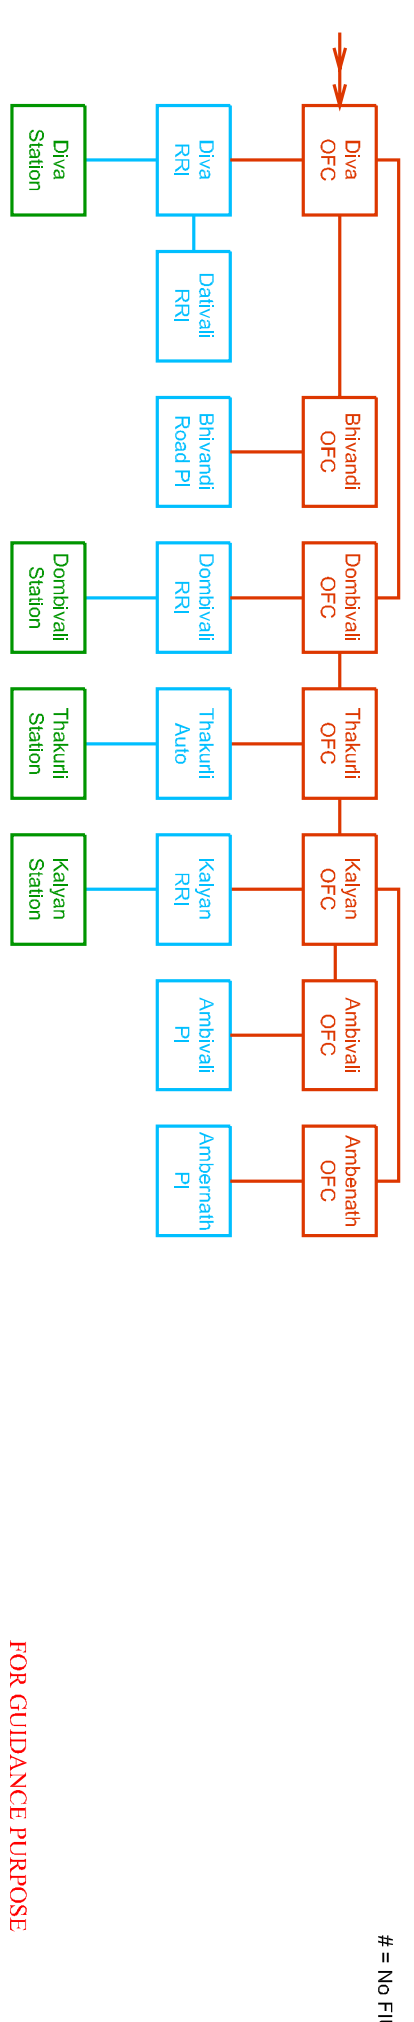 Diva
OFC
Bhivandi
OFC
Dombivali
OFC
Thakurli
OFC
Kalyan
OFC
Ambivali
OFC
Ambenath
OFC
Diva
RRI
Dativali
RRI
Bhivandi
Road PI
Dombivali
RRI
Thakurli
Auto
Kalyan
RRI
Ambivali
PI
Ambernath
PI
Diva
Station
Dombivali
Station
Thakurli
Station
Kalyan
Station
# = No
FOR GUIDANCE PURPOSE